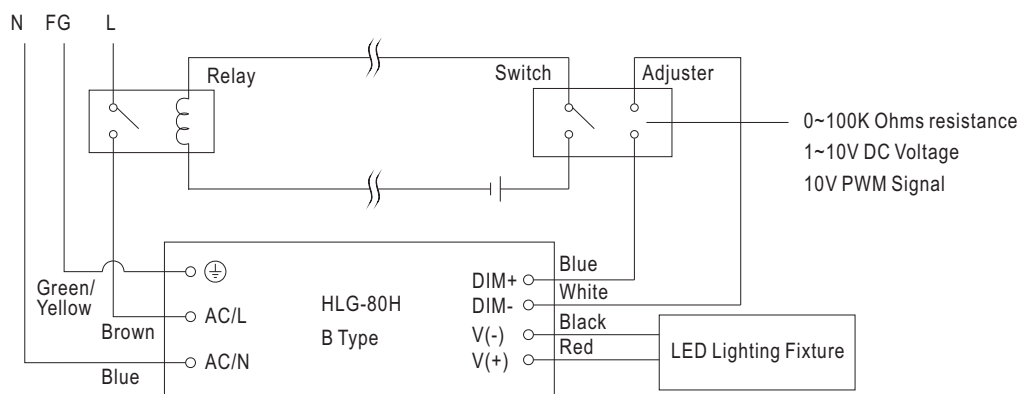 N FG L
Relay
Switch
Adjuster
0~100K Ohms resistance
1~10V DC Voltage
10V PWM Signal
Green/
Yellow
Brown
Blue
AC/L
AC/N
HLG-80H
B Type
DIM+
DIM-
V(-)
V(+)
Blue
White
Black
Red
LED Lighting Fixture